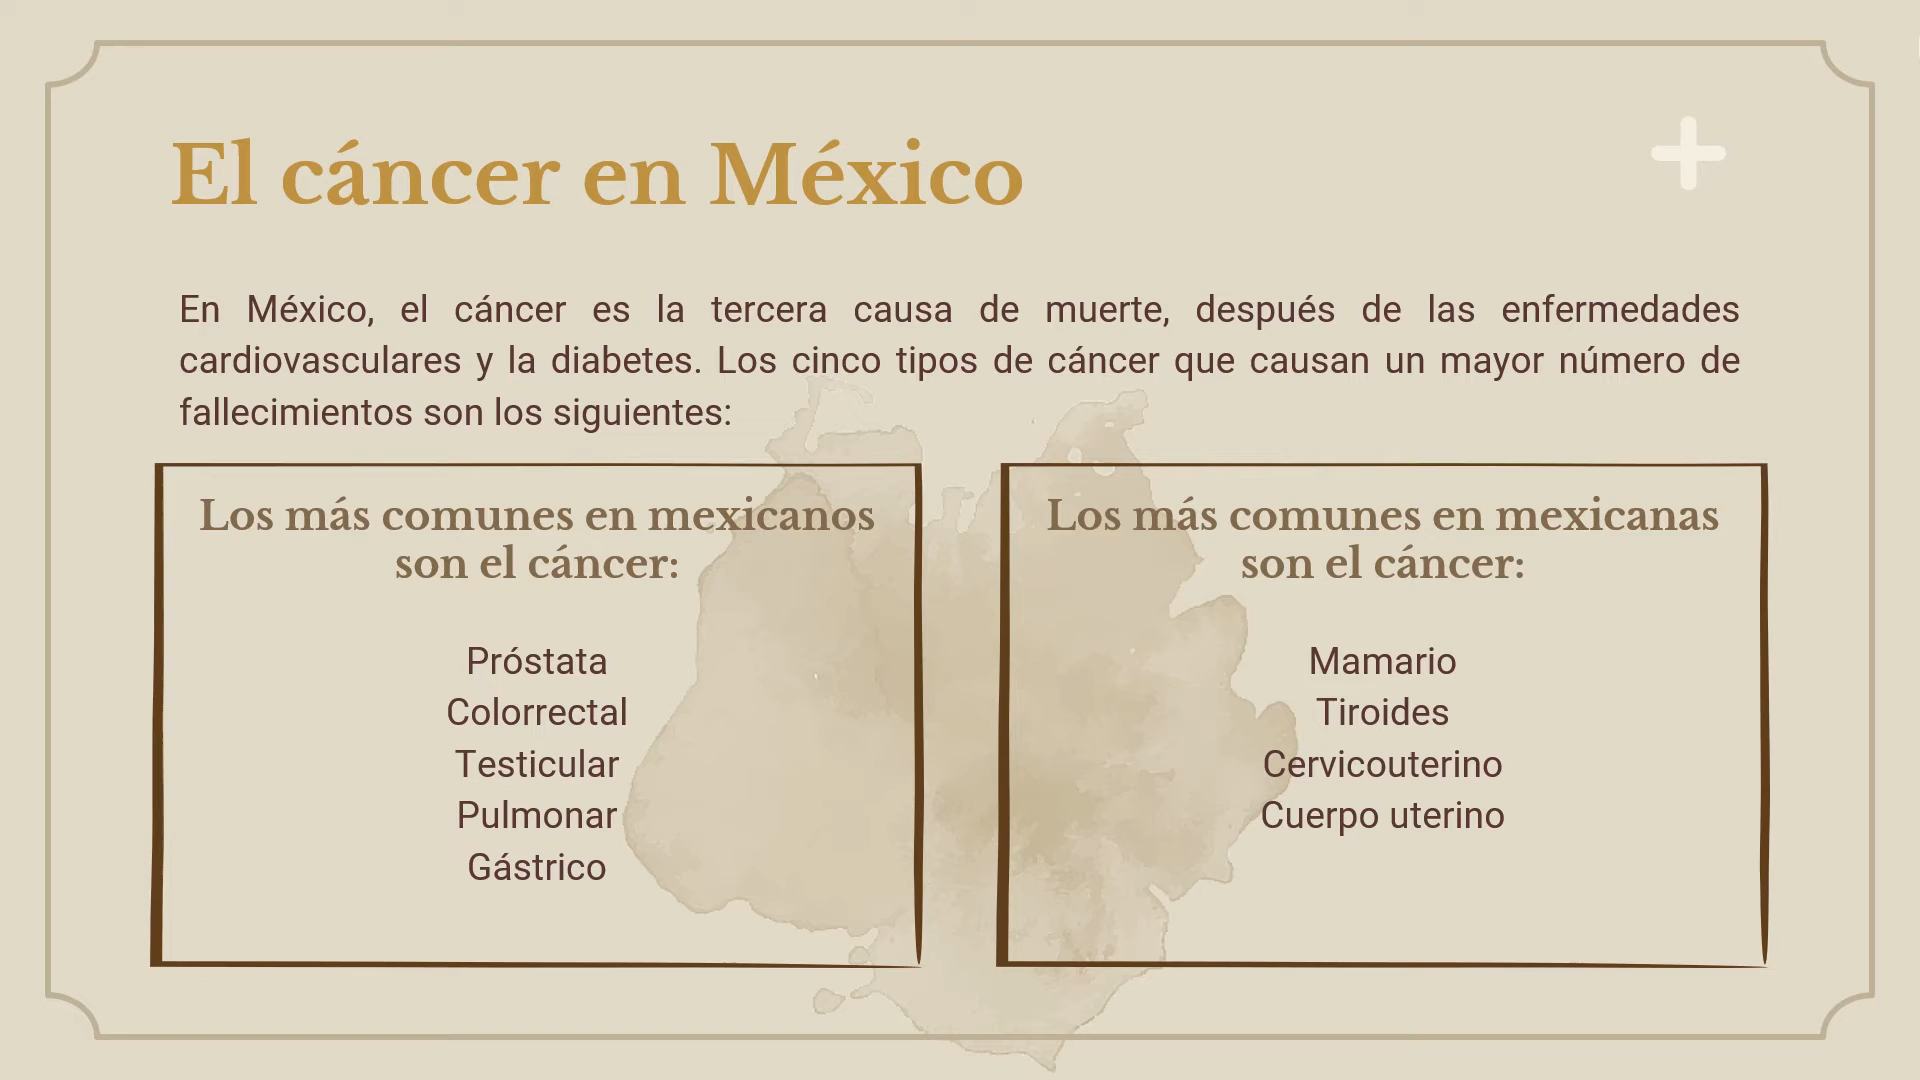 El cáncer en México
En México, el cáncer es la tercera causa de muerte, después de las enfermedades
cardiovasculares y la diabetes. Los cinco tipos de cáncer que causan un mayor número de
fallecimientos son los siguientes:
Los más comunes en mexicanos
son el cáncer:
Próstata
Colorrectal
Testicular
Pulmonar
Gástrico
Los más comunes en mexicanas
son el cáncer:
Mamario
Tiroides
Cervicouterino
Cuerpo uterino